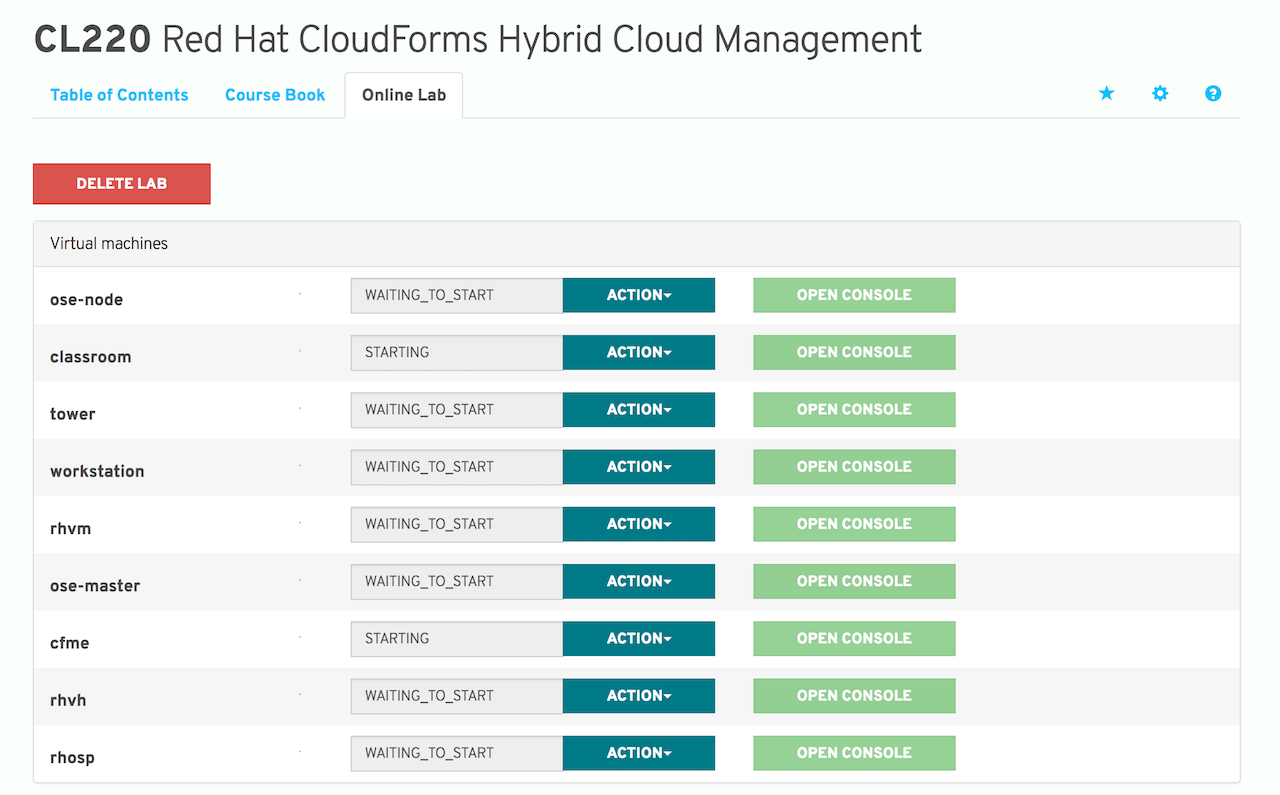 CL220 Red Hat CloudForms Hybrid Cloud Management
Table of Contents Course Book Online Lab
DELETE LAB
Virtual machines
ose-node WAITING_TO_START ACTION OPEN CONSOLE
classroom STARTING ACTION OPEN CONSOLE
tower WAITING_TO_START ACTION OPEN CONSOLE
workstation WAITING_TO_START ACTION OPEN CONSOLE
rhvm WAITING_TO_START ACTION OPEN CONSOLE
ose-master WAITING_TO_START ACTION OPEN CONSOLE
cfme STARTING ACTION OPEN CONSOLE
rhvh WAITING_TO_START ACTION OPEN CONSOLE
rhosp WAITING_TO_START ACTION OPEN CONSOLE